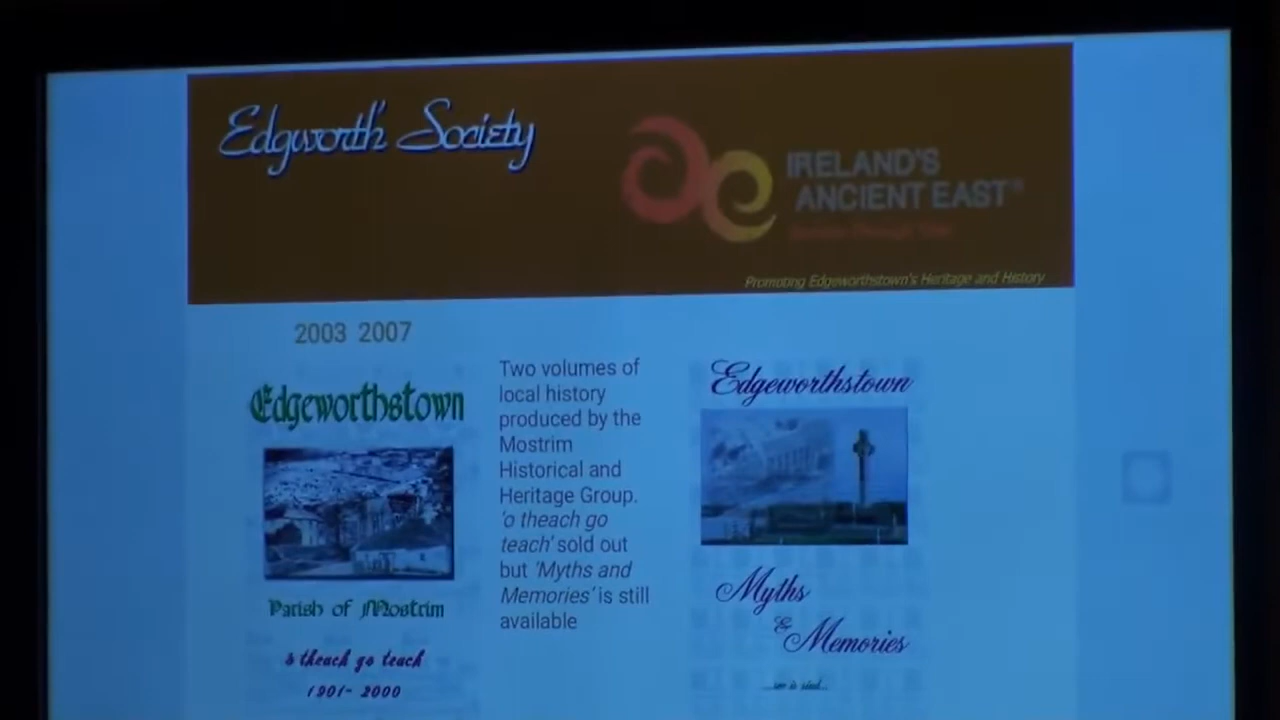 Edgworth Society
IRELAND'S
ANCIENT EAST
Promoting Edgeworthstown's Heritage and History
2003 2007
Edgeworthstown
Parish of Mostrim
ó theach go teach
1901- 2000
Two volumes of
local history
produced by the
Mostrim
Historical and
Heritage Group.
'o theach go
teach' sold out
but 'Myths and
Memories' is still
available
Edgeworthstown
Myths
& Memories